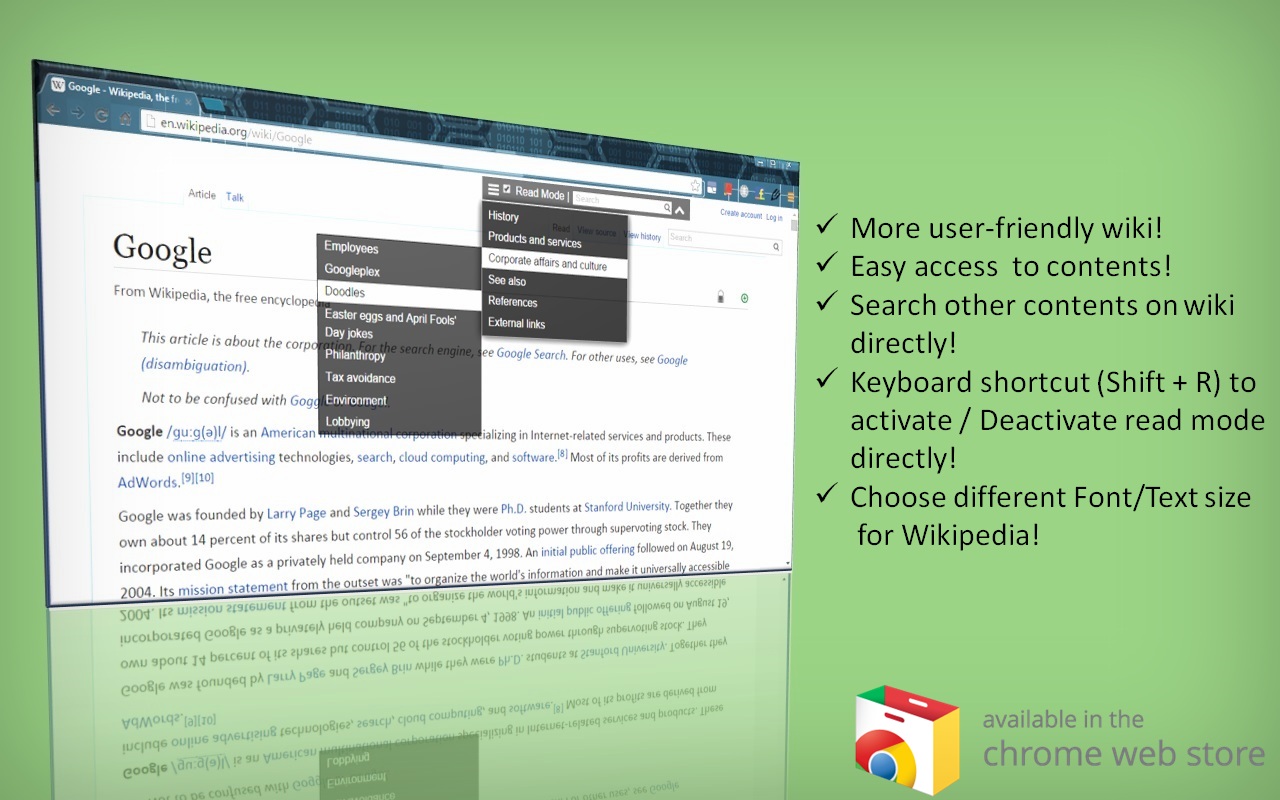 Google - Wikipedia, the fr
en.wikipedia.org/wiki/Google
Article Talk
Read Mode | Search
Create account Log in
Read View source View history Search
History
Products and services
Corporate affairs and culture
See also
References
External links
Employees
Googleplex
Doodles
Easter eggs and April Fools'
Day jokes
Philanthropy
Tax avoidance
Environment
Lobbying
Google
From Wikipedia, the free encyclopedia
This article is about the corporation. For the search engine, see Google Search. For other uses, see Google
(disambiguation).
Not to be confused with
Google /ɡuːɡ(ə)l/ is an American multinational corporation specializing in Internet-related services and products. These
include online advertising technologies, search, cloud computing, and software.[8] Most of its profits are derived from
AdWords.[9][10]
Google was founded by Larry Page and Sergey Brin while they were Ph.D. students at Stanford University. Together they
own about 14 percent of its shares but control 56 of the stockholder voting power through supervoting stock. They
incorporated Google as a privately held company on September 4, 1998. An initial public offering followed on August 19,
2004. Its mission statement from the outset was "to organize the world's information and make it universally accessible
✓ More user-friendly wiki!
✓ Easy access to contents!
✓ Search other contents on wiki
directly!
✓ Keyboard shortcut (Shift + R) to
activate / Deactivate read mode
directly!
✓ Choose different Font/Text size
for Wikipedia!
available in the
chrome web store